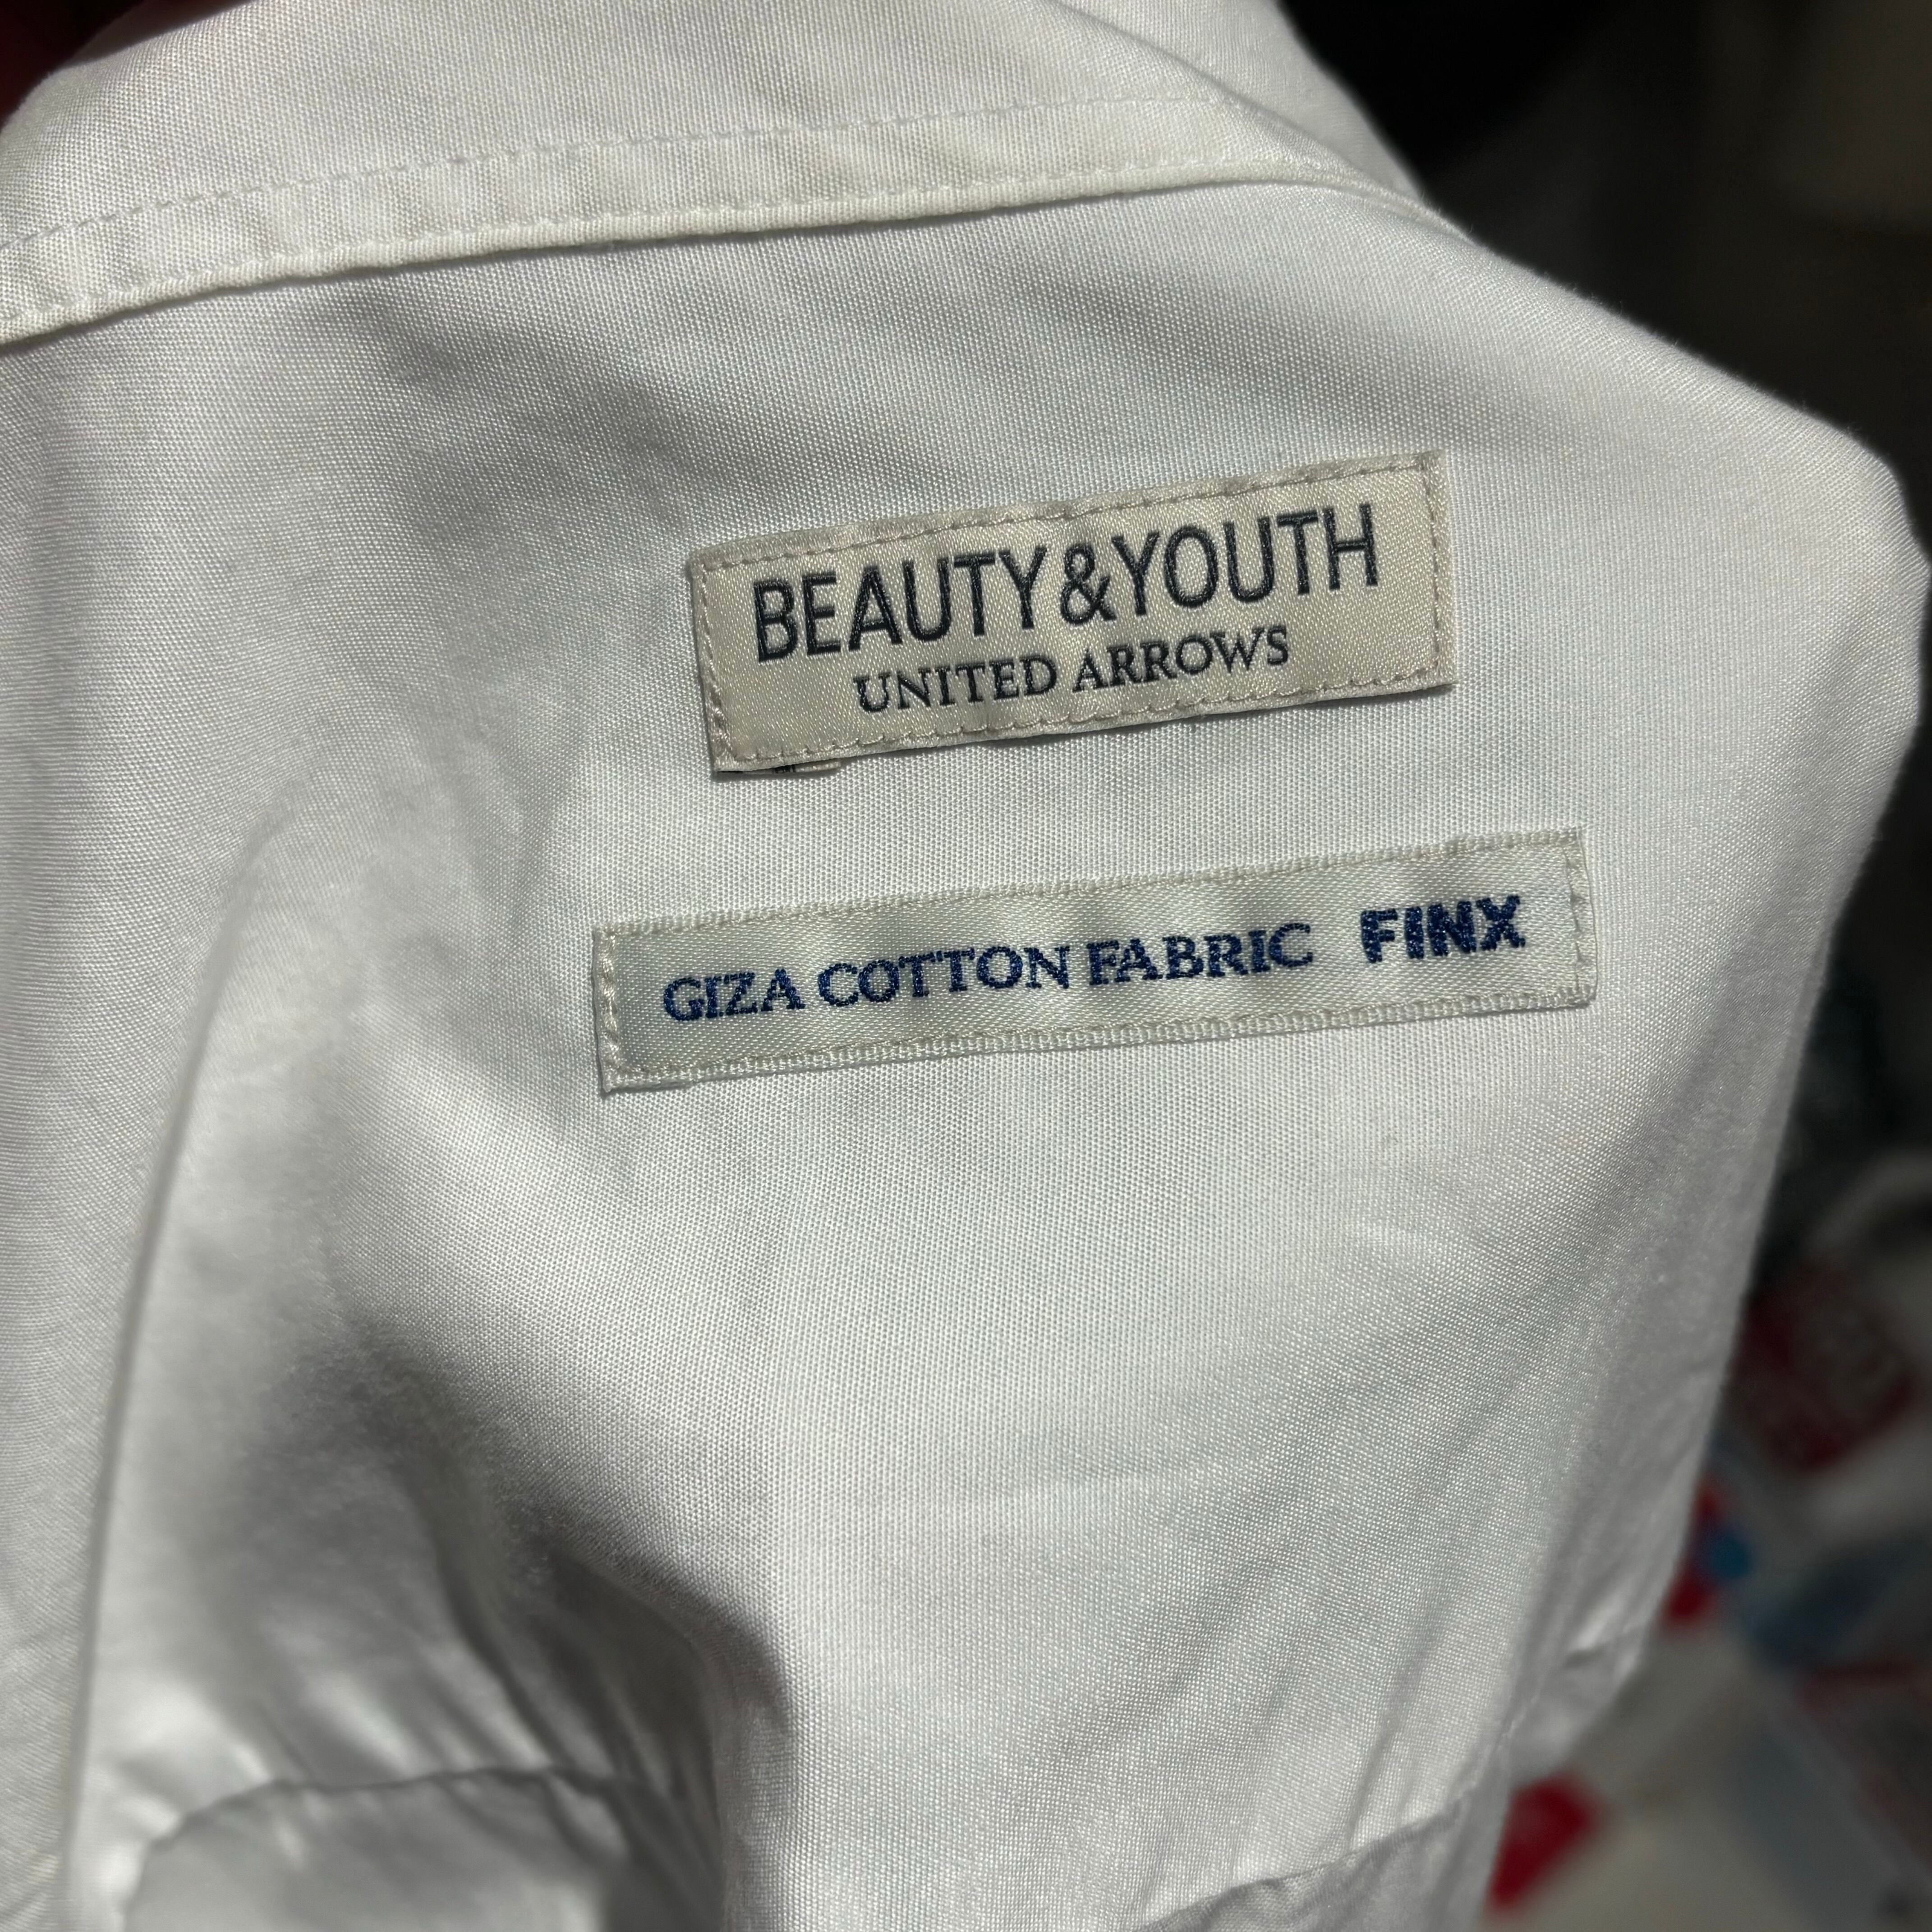 BEAUTY&YOUTH
UNITED ARROWS
GIZA COTTON FABRIC FINX